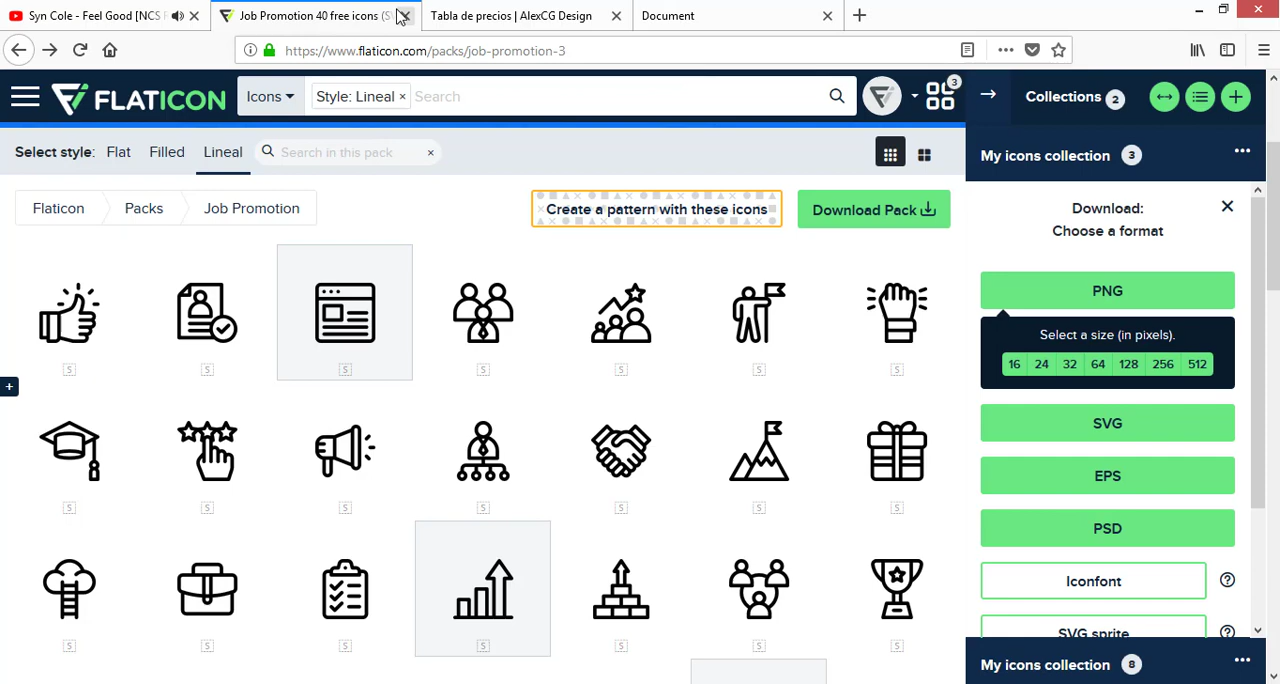 Syn Cole - Feel Good [NCS
Job Promotion 40 free icons (S
Tabla de precios | AlexCG Design
Document
https://www.flaticon.com/packs/job-promotion-3
FLATICON
Icons
Style: Lineal ×
Search
3
Collections 2
Select style: Flat Filled Lineal
Search in this pack ×
My icons collection 3
Flaticon Packs Job Promotion
Create a pattern with these icons
Download Pack
Download:
Choose a format
PNG
Select a size (in pixels).
16 24 32 64 128 256 512
S S S S S S S
SVG
EPS
S S S S S S S
PSD
Iconfont ?
S S S S S S S
SVG sprite ?
My icons collection 8